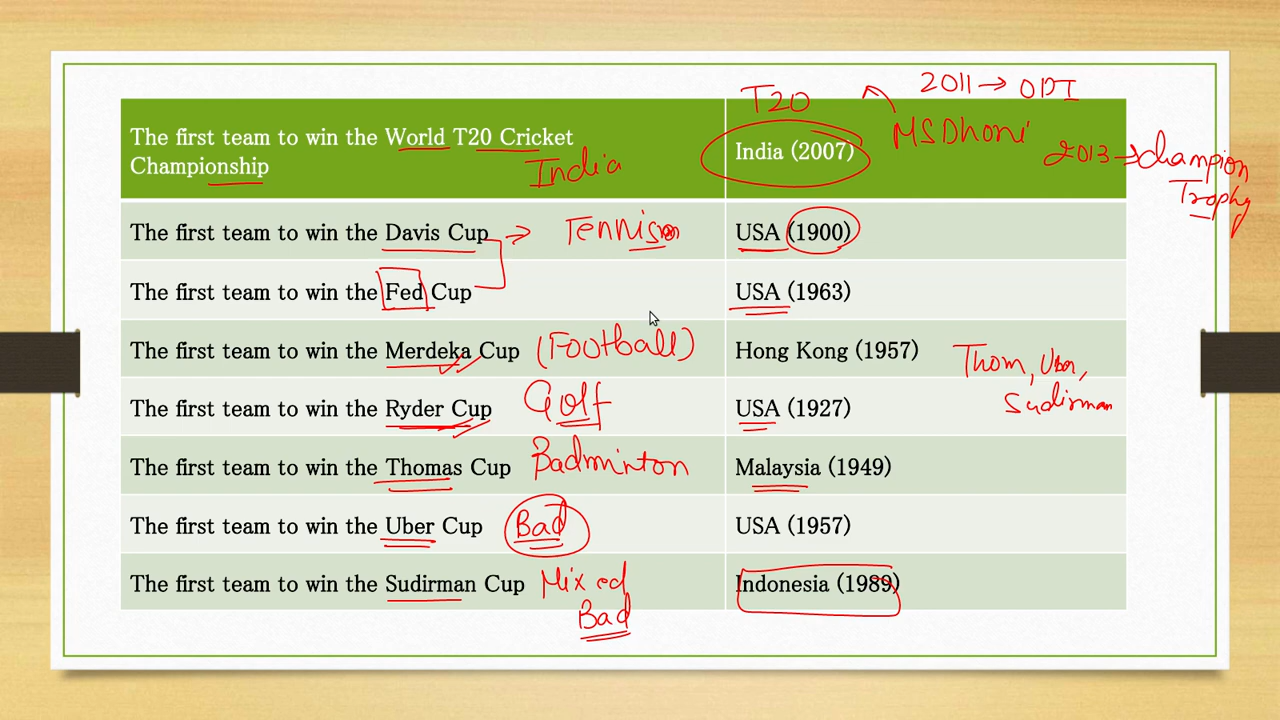 2011 → ODI
T20
MSDhoni
The first team to win the World T20 Cricket
Championship
India
India (2007)
2013 → Champion
Trophy
The first team to win the Davis Cup → Tennis
USA (1900)
The first team to win the Fed Cup
USA (1963)
The first team to win the Merdeka Cup (Football)
Hong Kong (1957)
Thom, Uber,
Sudirman
The first team to win the Ryder Cup Golf
USA (1927)
The first team to win the Thomas Cup Badminton
Malaysia (1949)
The first team to win the Uber Cup Bad
USA (1957)
The first team to win the Sudirman Cup Mixed
Bad
Indonesia (1989)